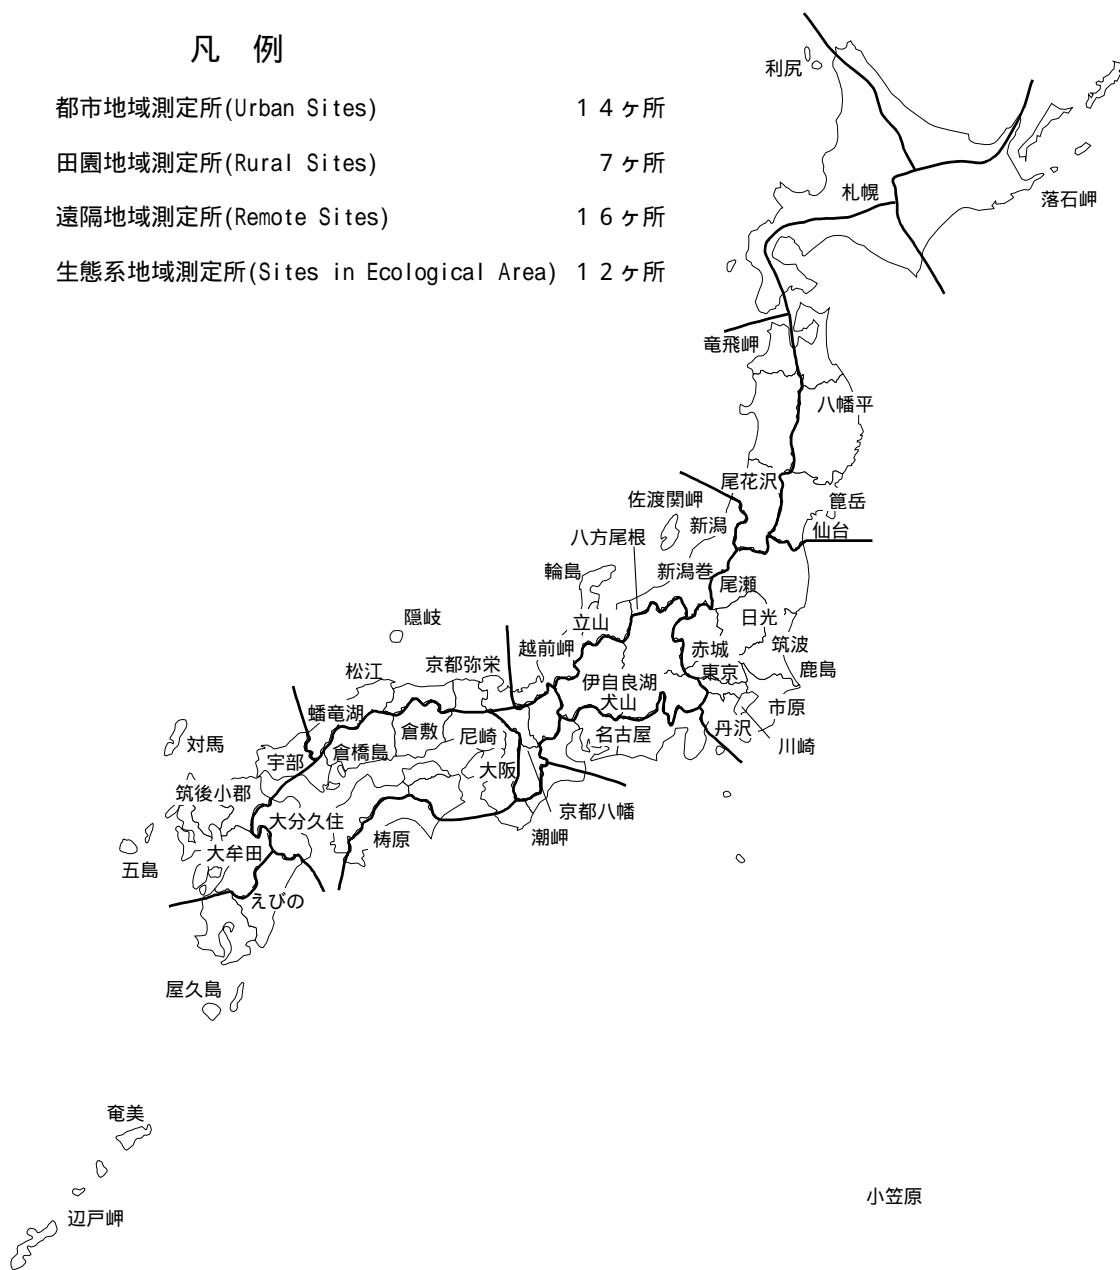 凡 例
都市地域測定所(Urban Sites) 14ヶ所
田園地域測定所(Rural Sites) 7ヶ所
遠隔地域測定所(Remote Sites) 16ヶ所
生態系地域測定所(Sites in Ecological Area) 12ヶ所
利尻
札幌
落石岬
竜飛岬
八幡平
尾花沢
佐渡関岬
箆岳
新潟
仙台
八方尾根
輪島
新潟巻
尾瀬
隠岐
立山
日光
越前岬
赤城
筑波
松江
京都弥栄
東京
鹿島
伊自良湖
犬山
市原
蟠竜湖
倉敷
尼崎
名古屋
丹沢
川崎
対馬
宇部
倉橋島
大阪
筑後小郡
京都八幡
大分久住
梼原
潮岬
五島
大牟田
えびの
屋久島
奄美
小笠原
辺戸岬